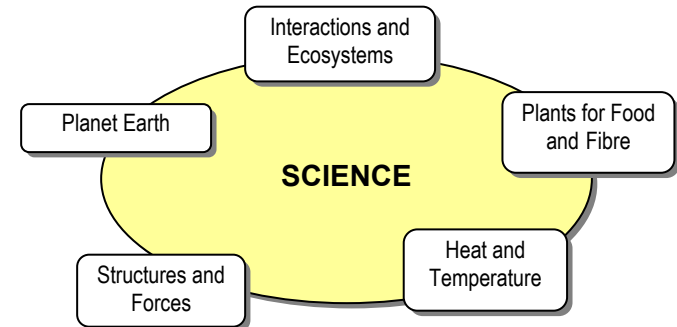 Interactions and
Ecosystems
Planet Earth
Plants for Food
and Fibre
SCIENCE
Heat and
Temperature
Structures and
Forces